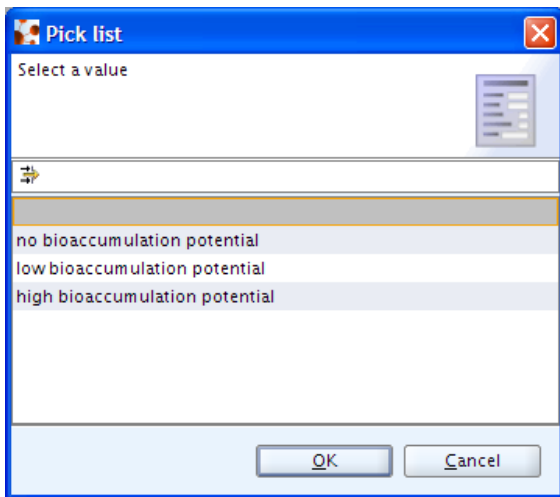 Pick list
Select a value
no bioaccumulation potential
low bioaccumulation potential
high bioaccumulation potential
OK
Cancel